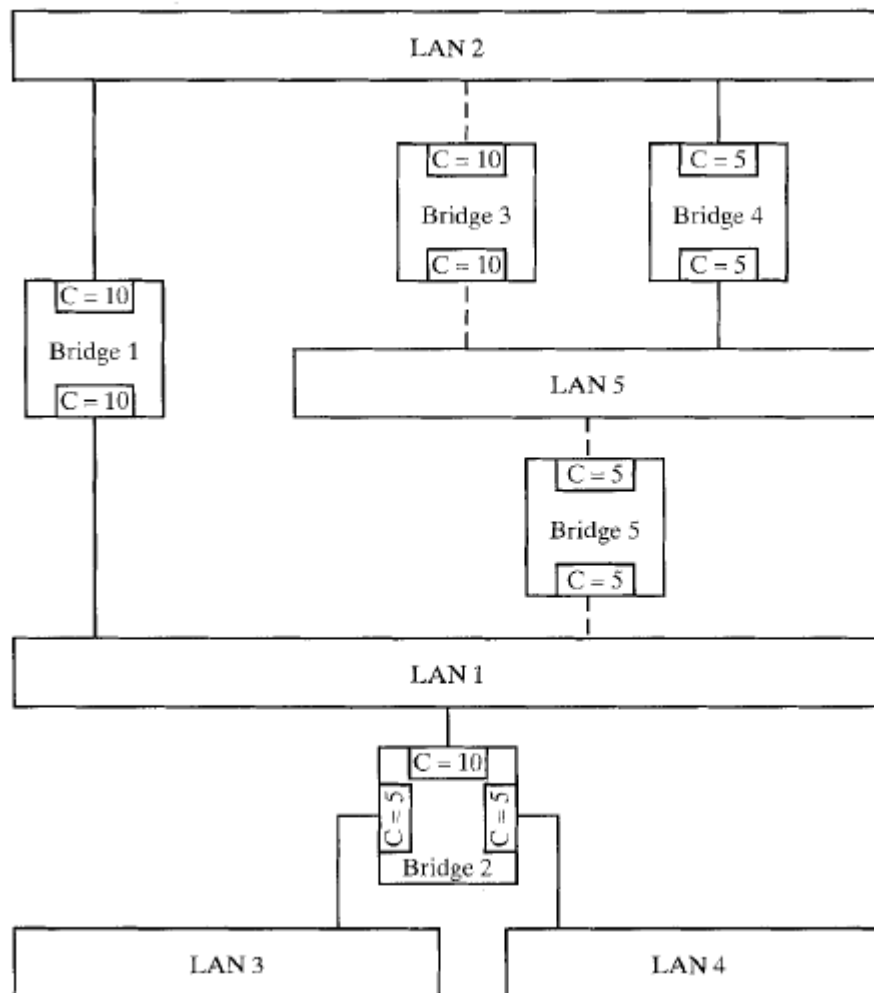 LAN 2
C = 10
Bridge 3
C = 10
C = 5
Bridge 4
C = 5
C = 10
Bridge 1
C = 10
LAN 5
C = 5
Bridge 5
C = 5
LAN 1
C = 10
C = 5
C = 5
Bridge 2
LAN 3
LAN 4